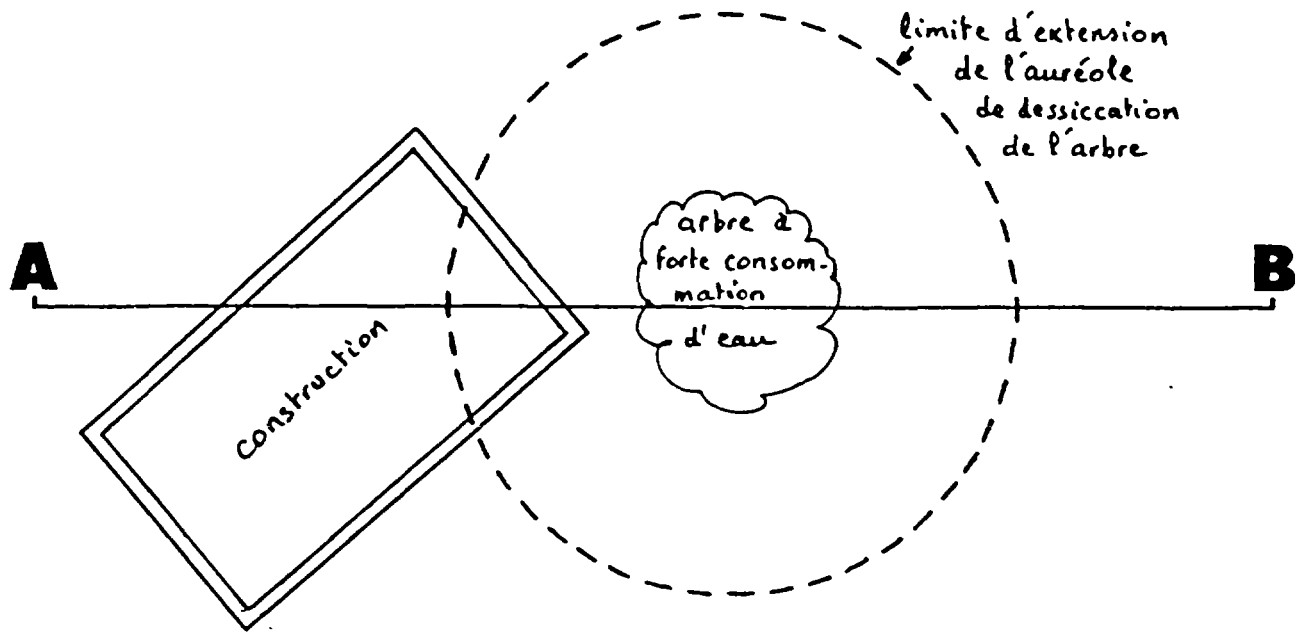 limite d'extension
de l'auréole
de dessiccation
de l'arbre
A
B
arbre à
forte consom-
mation
d'eau
construction